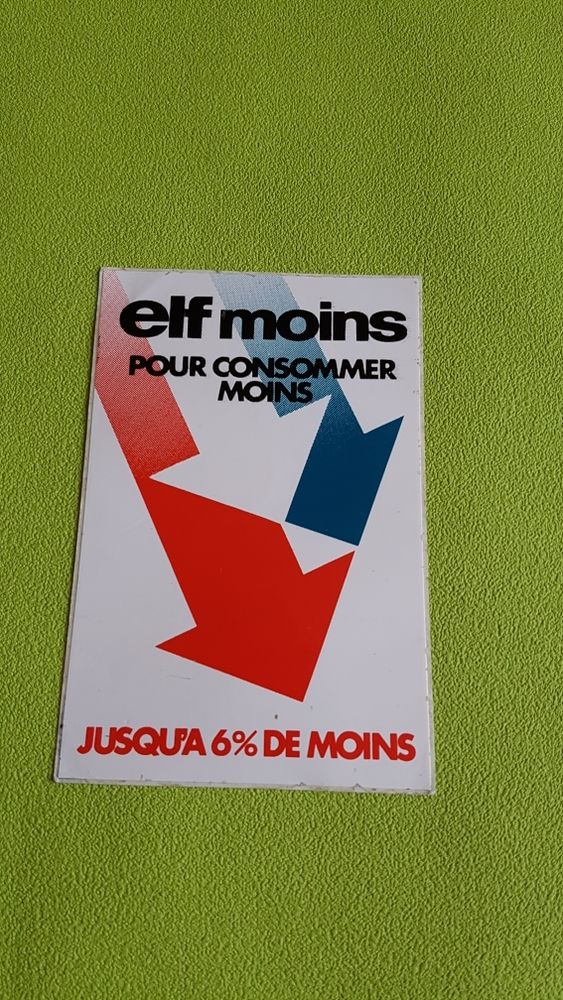 elf moins
POUR CONSOMMER
MOINS
JUSQU'A 6% DE MOINS